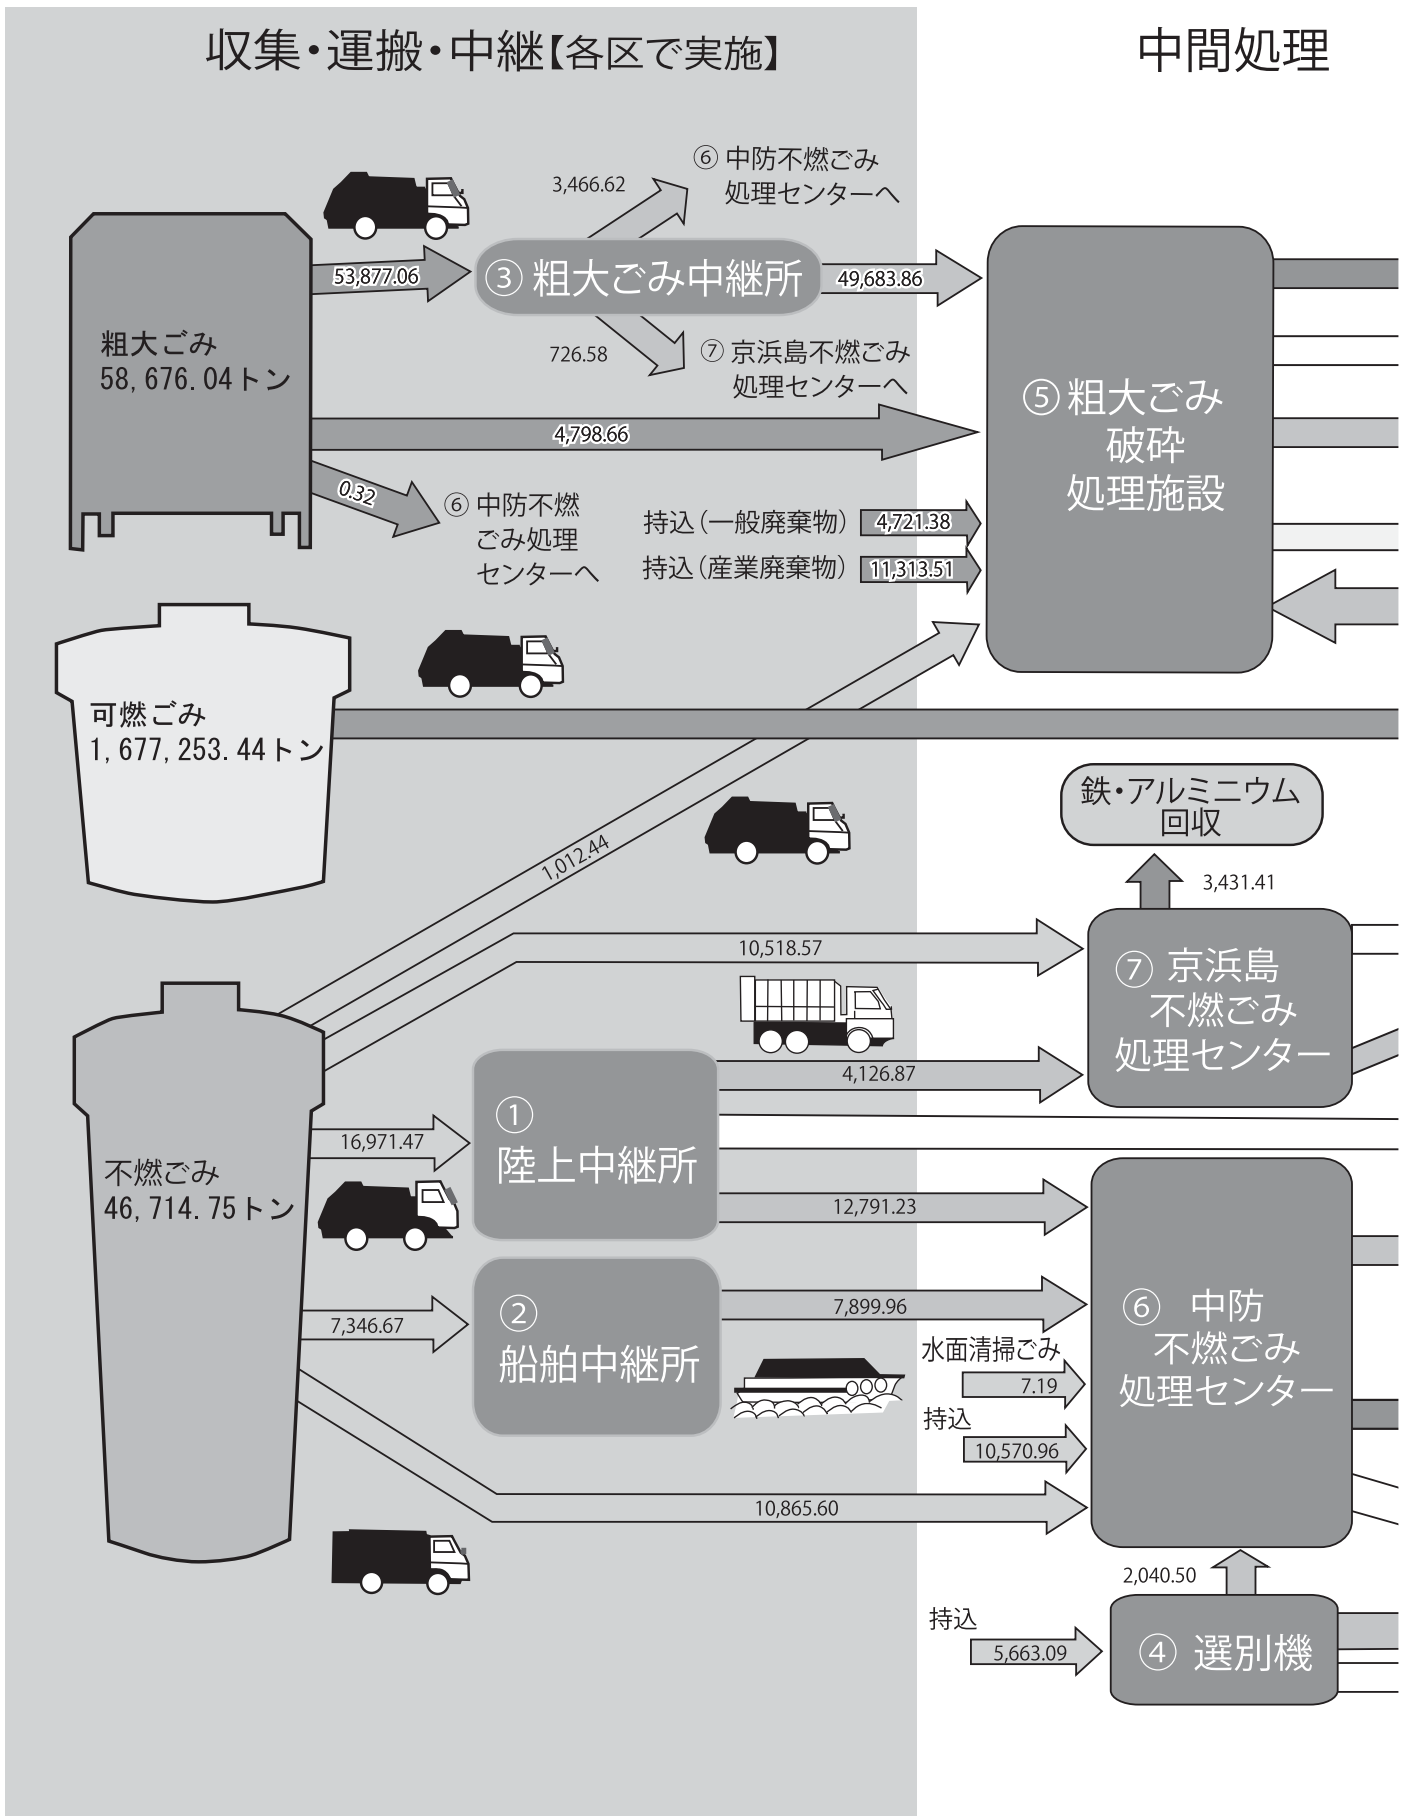 収集・運搬・中継【各区で実施】
中間処理
3,466.62
⑥ 中防不燃ごみ
処理センターへ
53,877.06
③ 粗大ごみ中継所
49,683.86
粗大ごみ
58,676.04トン
726.58
⑦ 京浜島不燃ごみ
処理センターへ
4,798.66
⑤ 粗大ごみ
破砕
処理施設
0.32
⑥ 中防不燃
ごみ処理
センターへ
持込（一般廃棄物）
4,721.38
持込（産業廃棄物）
11,313.51
可燃ごみ
1,677,253.44トン
1,012.44
鉄・アルミニウム
回収
3,431.41
10,518.57
⑦ 京浜島
不燃ごみ
処理センター
4,126.87
①
陸上中継所
16,971.47
不燃ごみ
46,714.75トン
12,791.23
7,346.67
②
船舶中継所
7,899.96
⑥ 中防
不燃ごみ
処理センター
水面清掃ごみ
7.19
持込
10,570.96
10,865.60
2,040.50
持込
5,663.09
④ 選別機